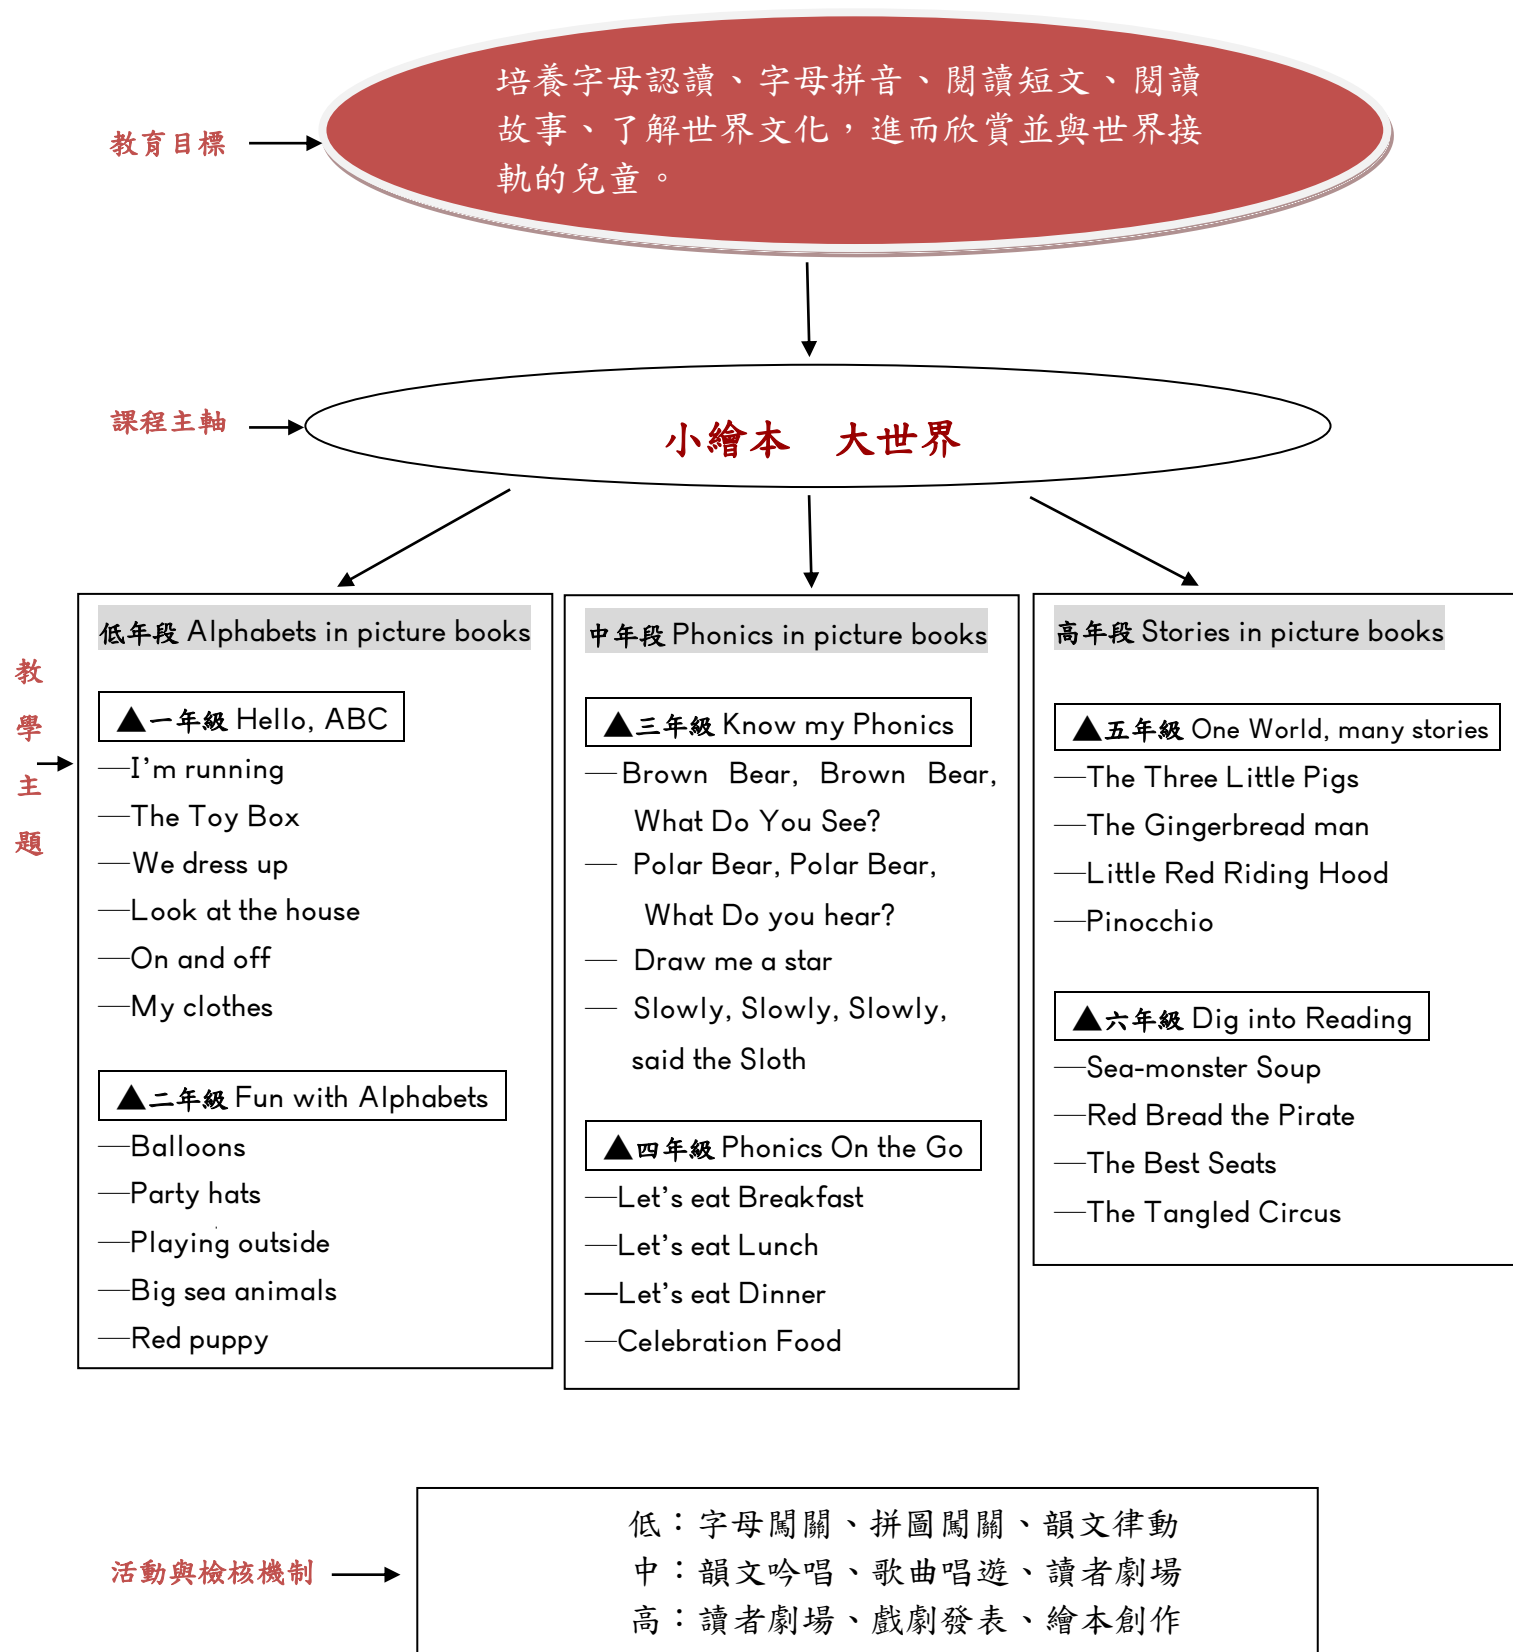 培養字母認讀、字母拼音、閱讀短文、閱讀
故事、了解世界文化，進而欣賞並與世界接
軌的兒童。
教育目標
課程主軸
小繪本　大世界
教
學
主
題
低年段 Alphabets in picture books
▲一年級 Hello, ABC
—I’m running
—The Toy Box
—We dress up
—Look at the house
—On and off
—My clothes
▲二年級 Fun with Alphabets
—Balloons
—Party hats
—Playing outside
—Big sea animals
—Red puppy
中年段 Phonics in picture books
▲三年級 Know my Phonics
—Brown Bear, Brown Bear,
What Do You See?
— Polar Bear, Polar Bear,
What Do you hear?
— Draw me a star
— Slowly, Slowly, Slowly,
said the Sloth
▲四年級 Phonics On the Go
—Let’s eat Breakfast
—Let’s eat Lunch
—Let’s eat Dinner
—Celebration Food
高年段 Stories in picture books
▲五年級 One World, many stories
—The Three Little Pigs
—The Gingerbread man
—Little Red Riding Hood
—Pinocchio
▲六年級 Dig into Reading
—Sea-monster Soup
—Red Bread the Pirate
—The Best Seats
—The Tangled Circus
活動與檢核機制
低：字母闖關、拼圖闖關、韻文律動
中：韻文吟唱、歌曲唱遊、讀者劇場
高：讀者劇場、戲劇發表、繪本創作